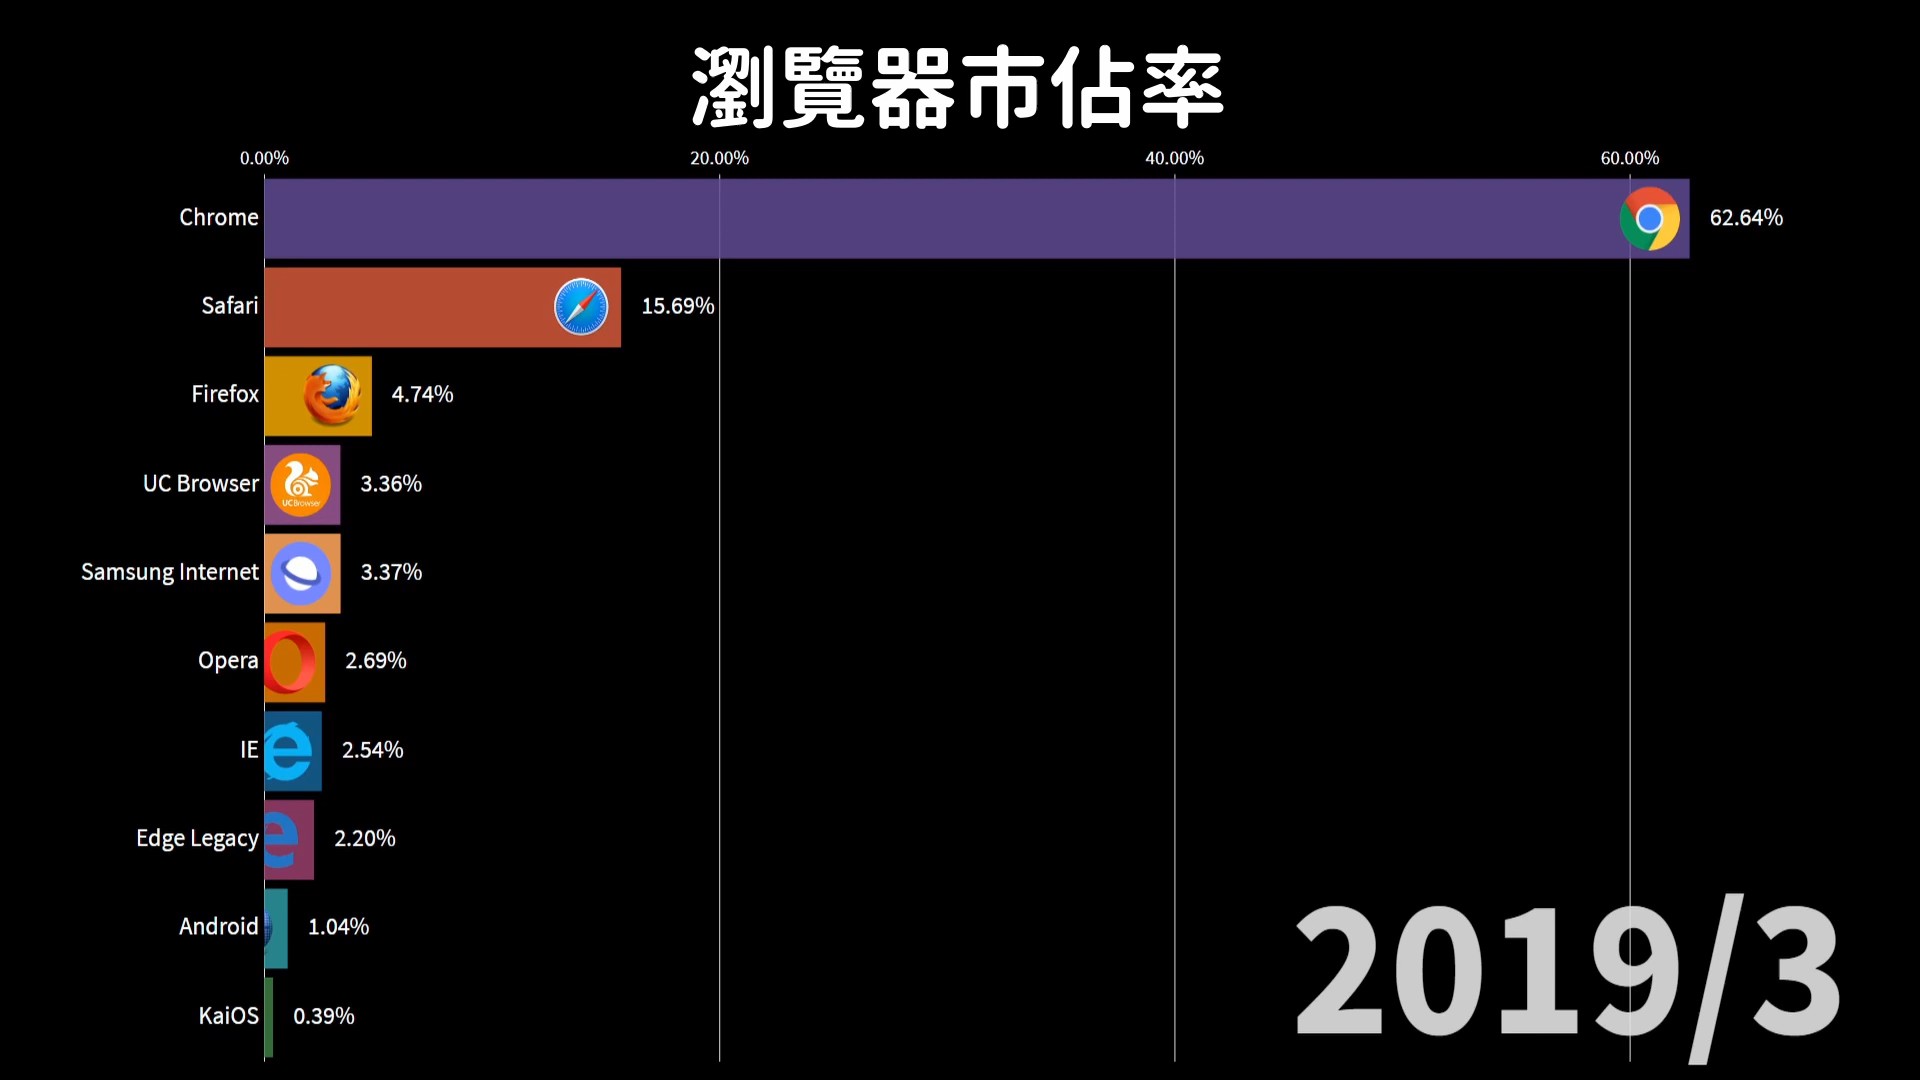 瀏覽器市佔率
0.00% 20.00% 40.00% 60.00%
Chrome 62.64%
Safari 15.69%
Firefox 4.74%
UC Browser UCBrowser 3.36%
Samsung Internet 3.37%
Opera 2.69%
IE 2.54%
Edge Legacy 2.20%
Android 1.04%
KaiOS 0.39%
2019/3